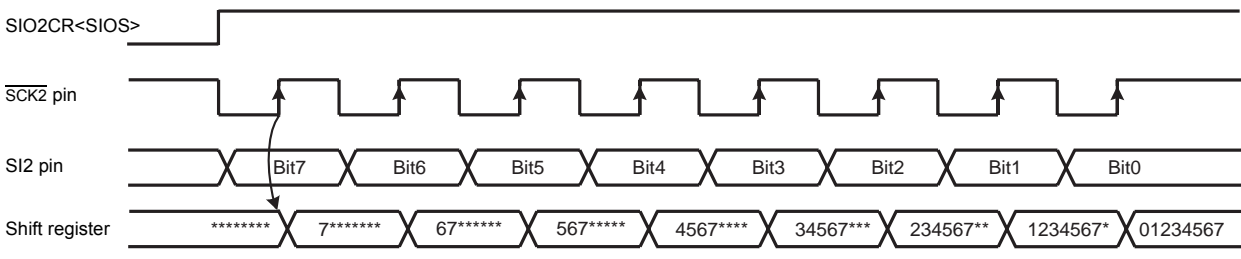 SIO2CR<SIOS>
SCK2 pin
SI2 pin Bit7 Bit6 Bit5 Bit4 Bit3 Bit2 Bit1 Bit0
Shift register ******** 7******* 67****** 567***** 4567**** 34567*** 234567** 1234567* 01234567